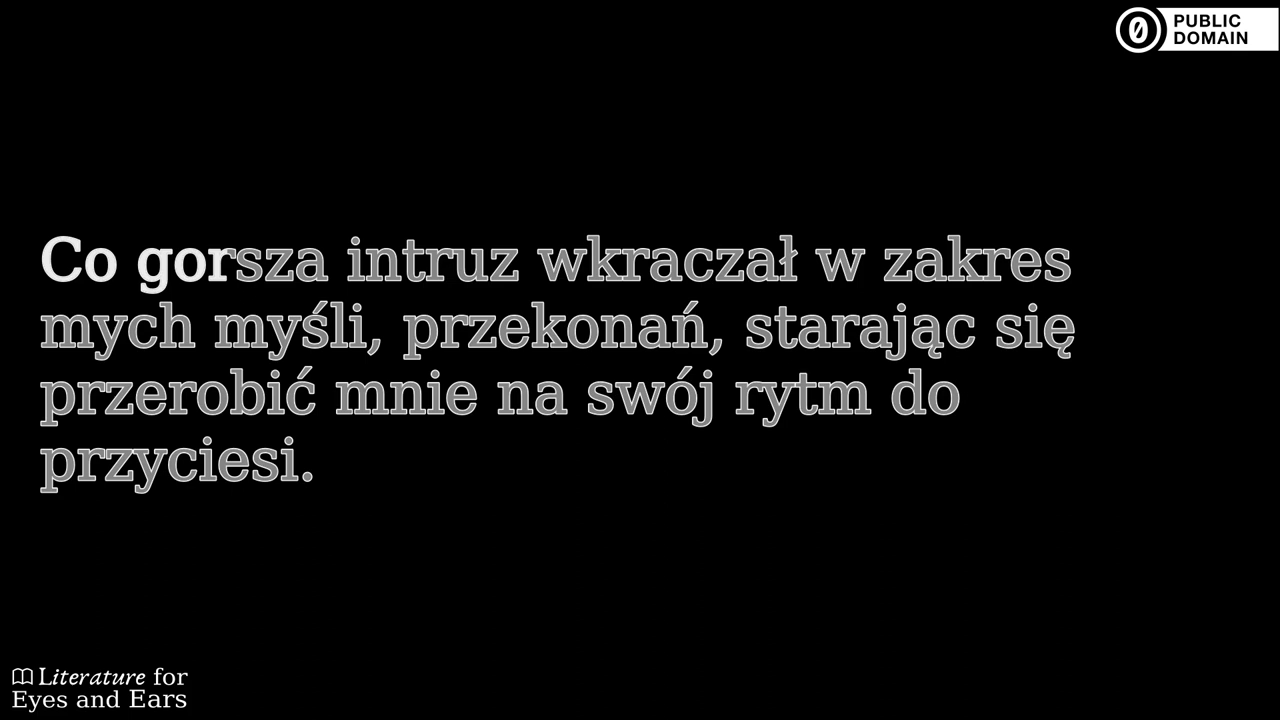 PUBLIC
DOMAIN
Co gorsza intruz wkraczał w zakres
mych myśli, przekonań, starając się
przerobić mnie na swój rytm do
przyciesi.
Literature for
Eyes and Ears